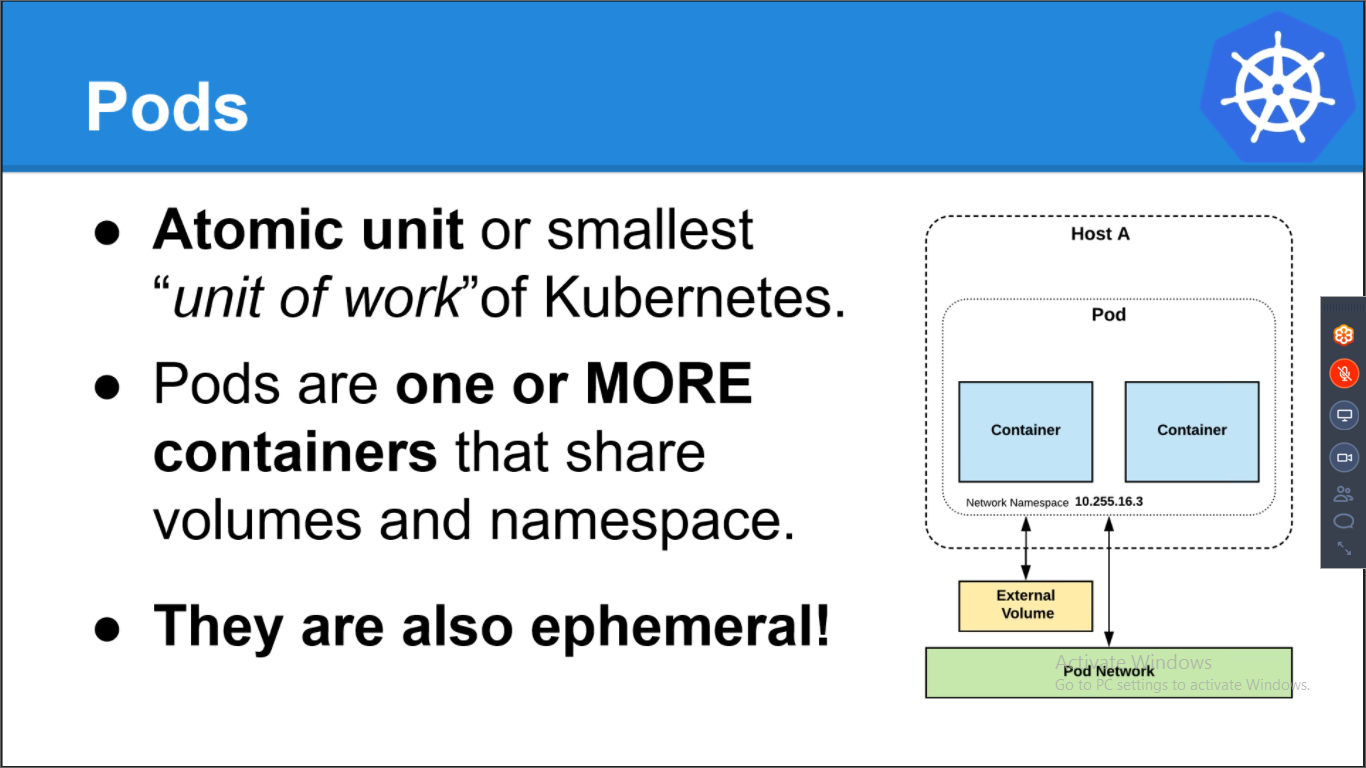 Pods
● Atomic unit or smallest
“unit of work”of Kubernetes.
● Pods are one or MORE
containers that share
volumes and namespace.
● They are also ephemeral!
Host A
Pod
Container
Container
Network Namespace 10.255.16.3
External
Volume
Pod Network
Activate Windows
Go to PC settings to activate Windows.